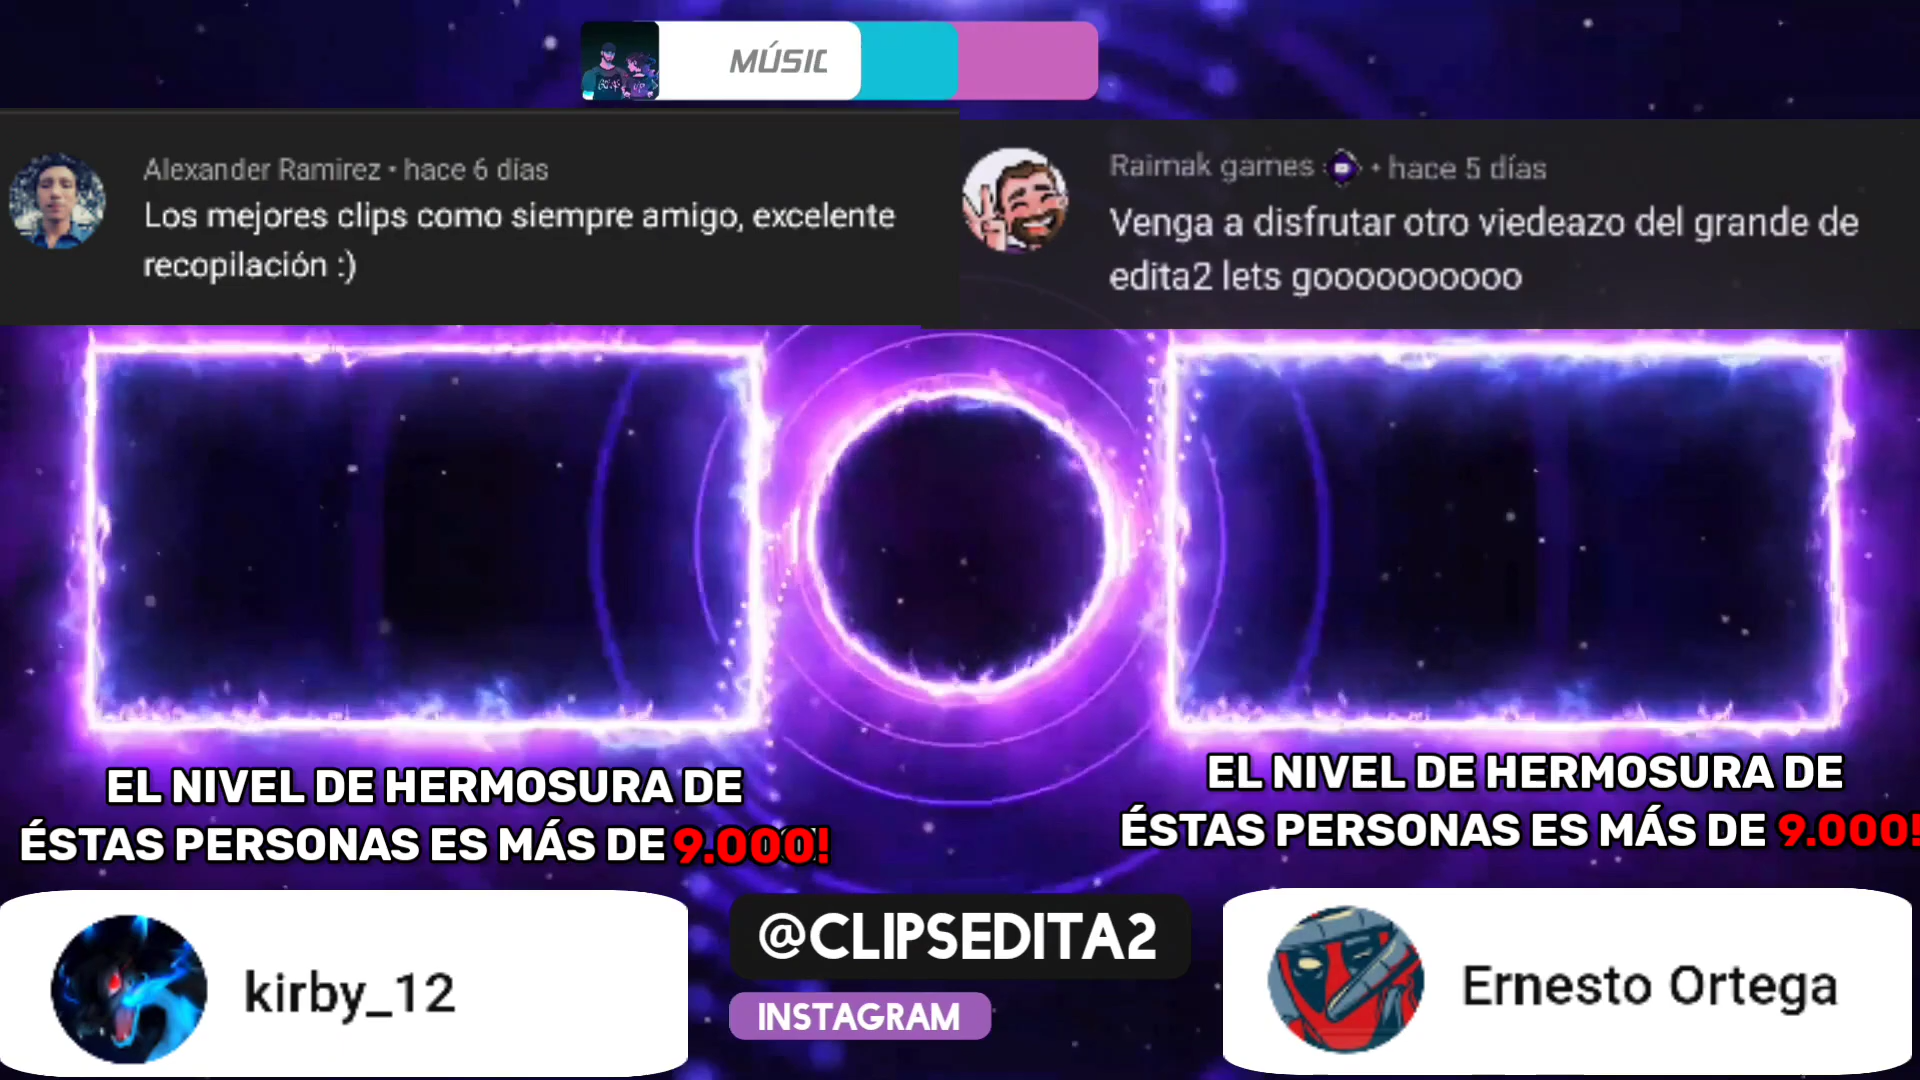 MÚSIC
Alexander Ramirez • hace 6 días
Los mejores clips como siempre amigo, excelente
recopilación :)
Raimak games • hace 5 días
Venga a disfrutar otro viedeazo del grande de
edita2 lets goooooooooo
EL NIVEL DE HERMOSURA DE
ÉSTAS PERSONAS ES MÁS DE 9.000!
EL NIVEL DE HERMOSURA DE
ÉSTAS PERSONAS ES MÁS DE 9.000!
kirby_12
@CLIPSEDITA2
INSTAGRAM
Ernesto Ortega